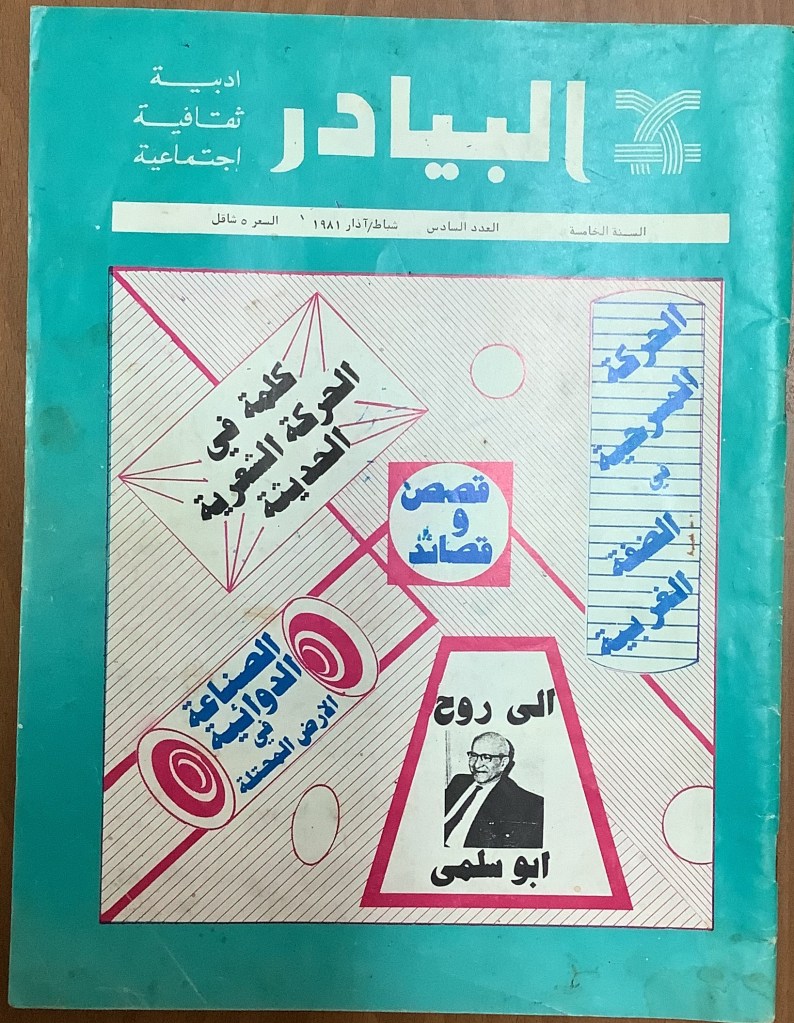 البيادر
ادبية
ثقافية
اجتماعية
السنة الخامسة
العدد السادس
شباط/آذار ١٩٨١
السعر ٥ شاقل
الحركة
المسرحية
في
الضفة
الغربية
كلمة في
الحركة الشعرية
الحديثة
قصص
و
قصائد
الصناعة
الدوائية
في
الارض المحتلة
الى روح
ابو سلمى